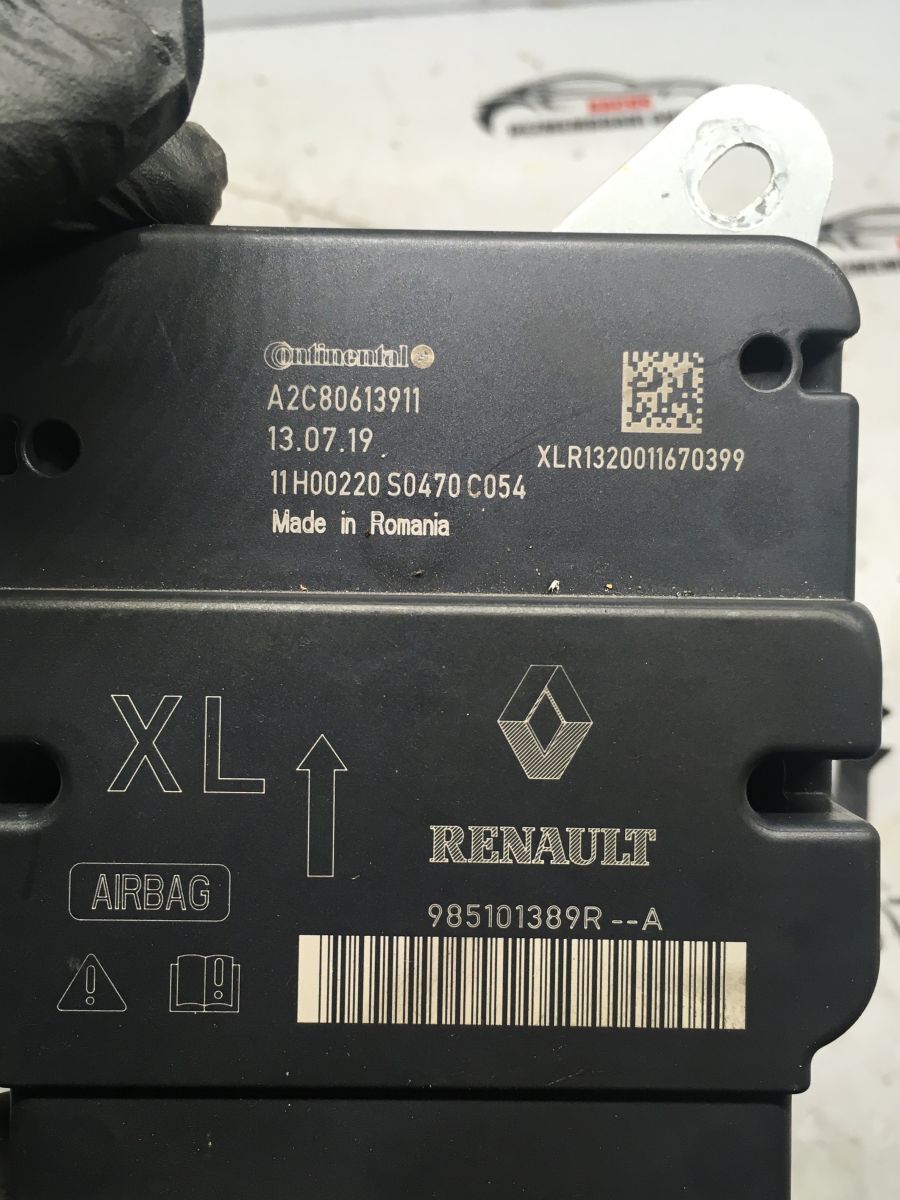 Continental
A2C80613911
13.07.19
11H00220 S0470 C054
Made in Romania
XLR1320011670399
XL
RENAULT
AIRBAG
985101389R--A